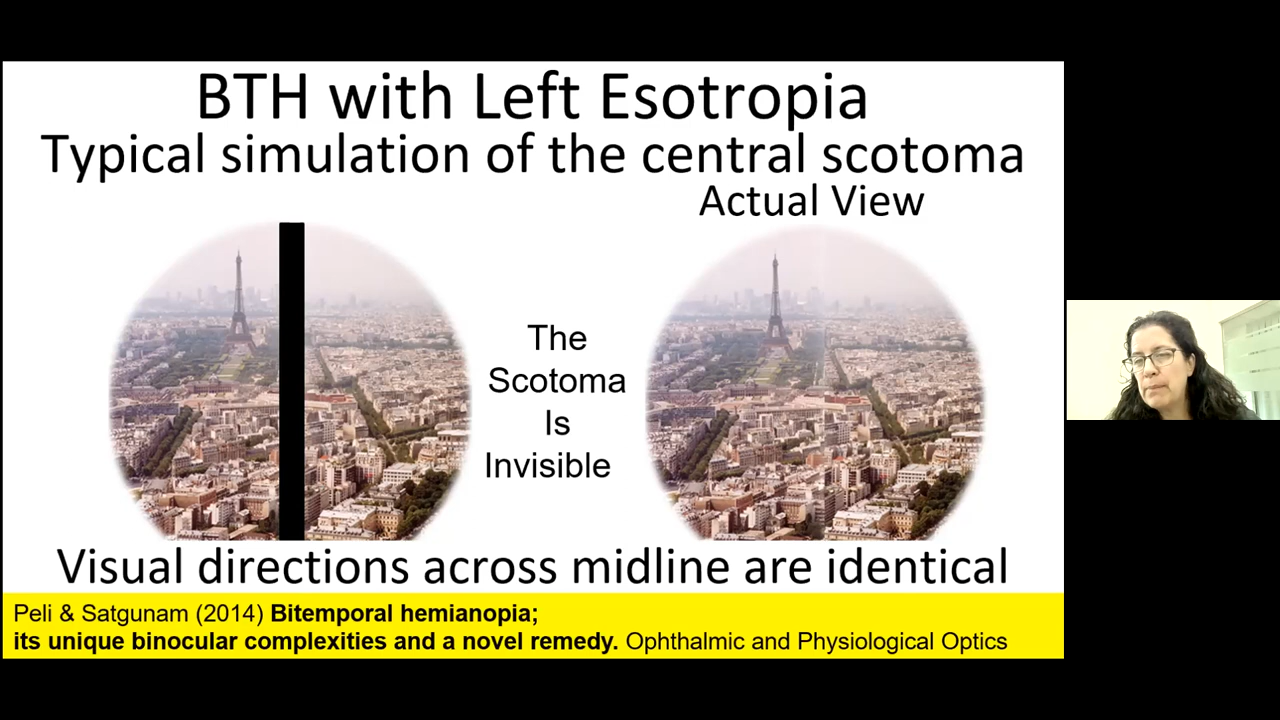 BTH with Left Esotropia
Typical simulation of the central scotoma
Actual View
The
Scotoma
Is
Invisible
Visual directions across midline are identical
Peli & Satgunam (2014) Bitemporal hemianopia;
its unique binocular complexities and a novel remedy. Ophthalmic and Physiological Optics